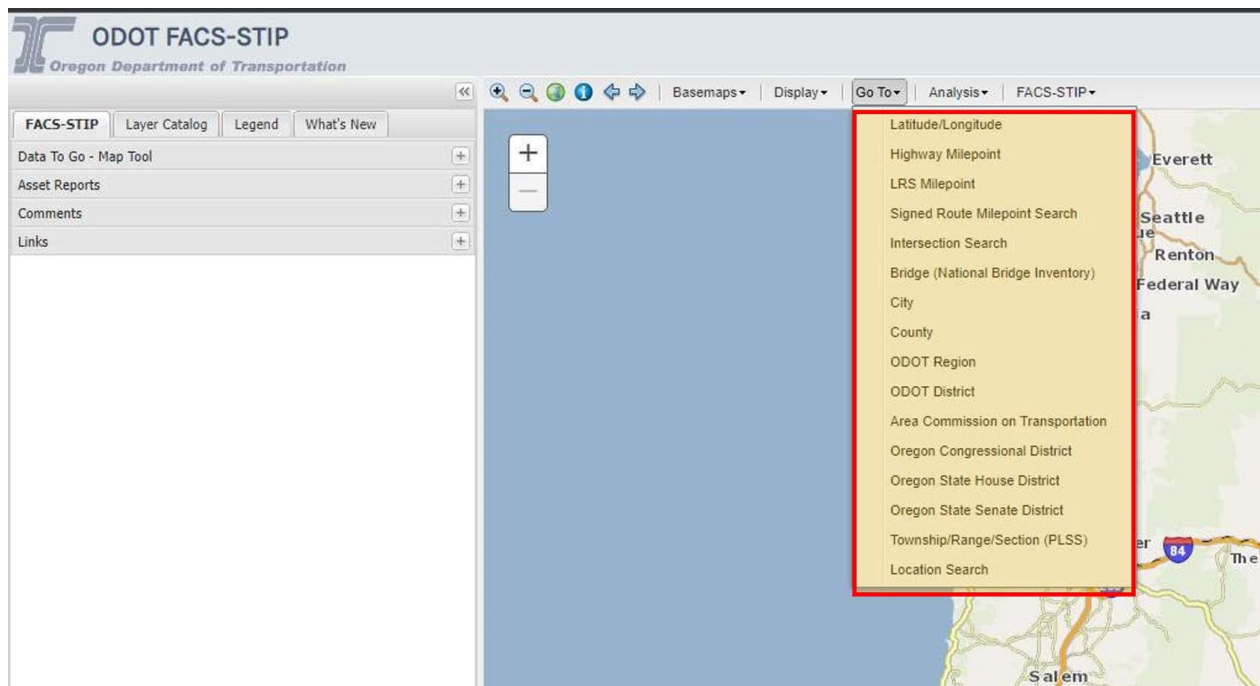 ODOT FACS-STIP
Oregon Department of Transportation
Basemaps Display Go To Analysis FACS-STIP
FACS-STIP Layer Catalog Legend What's New
Data To Go - Map Tool
Asset Reports
Comments
Links
Latitude/Longitude
Highway Milepoint
LRS Milepoint
Signed Route Milepoint Search
Intersection Search
Bridge (National Bridge Inventory)
City
County
ODOT Region
ODOT District
Area Commission on Transportation
Oregon Congressional District
Oregon State House District
Oregon State Senate District
Township/Range/Section (PLSS)
Location Search
Everett
Seattle
Renton
Federal Way
a
er
84
The
Salem